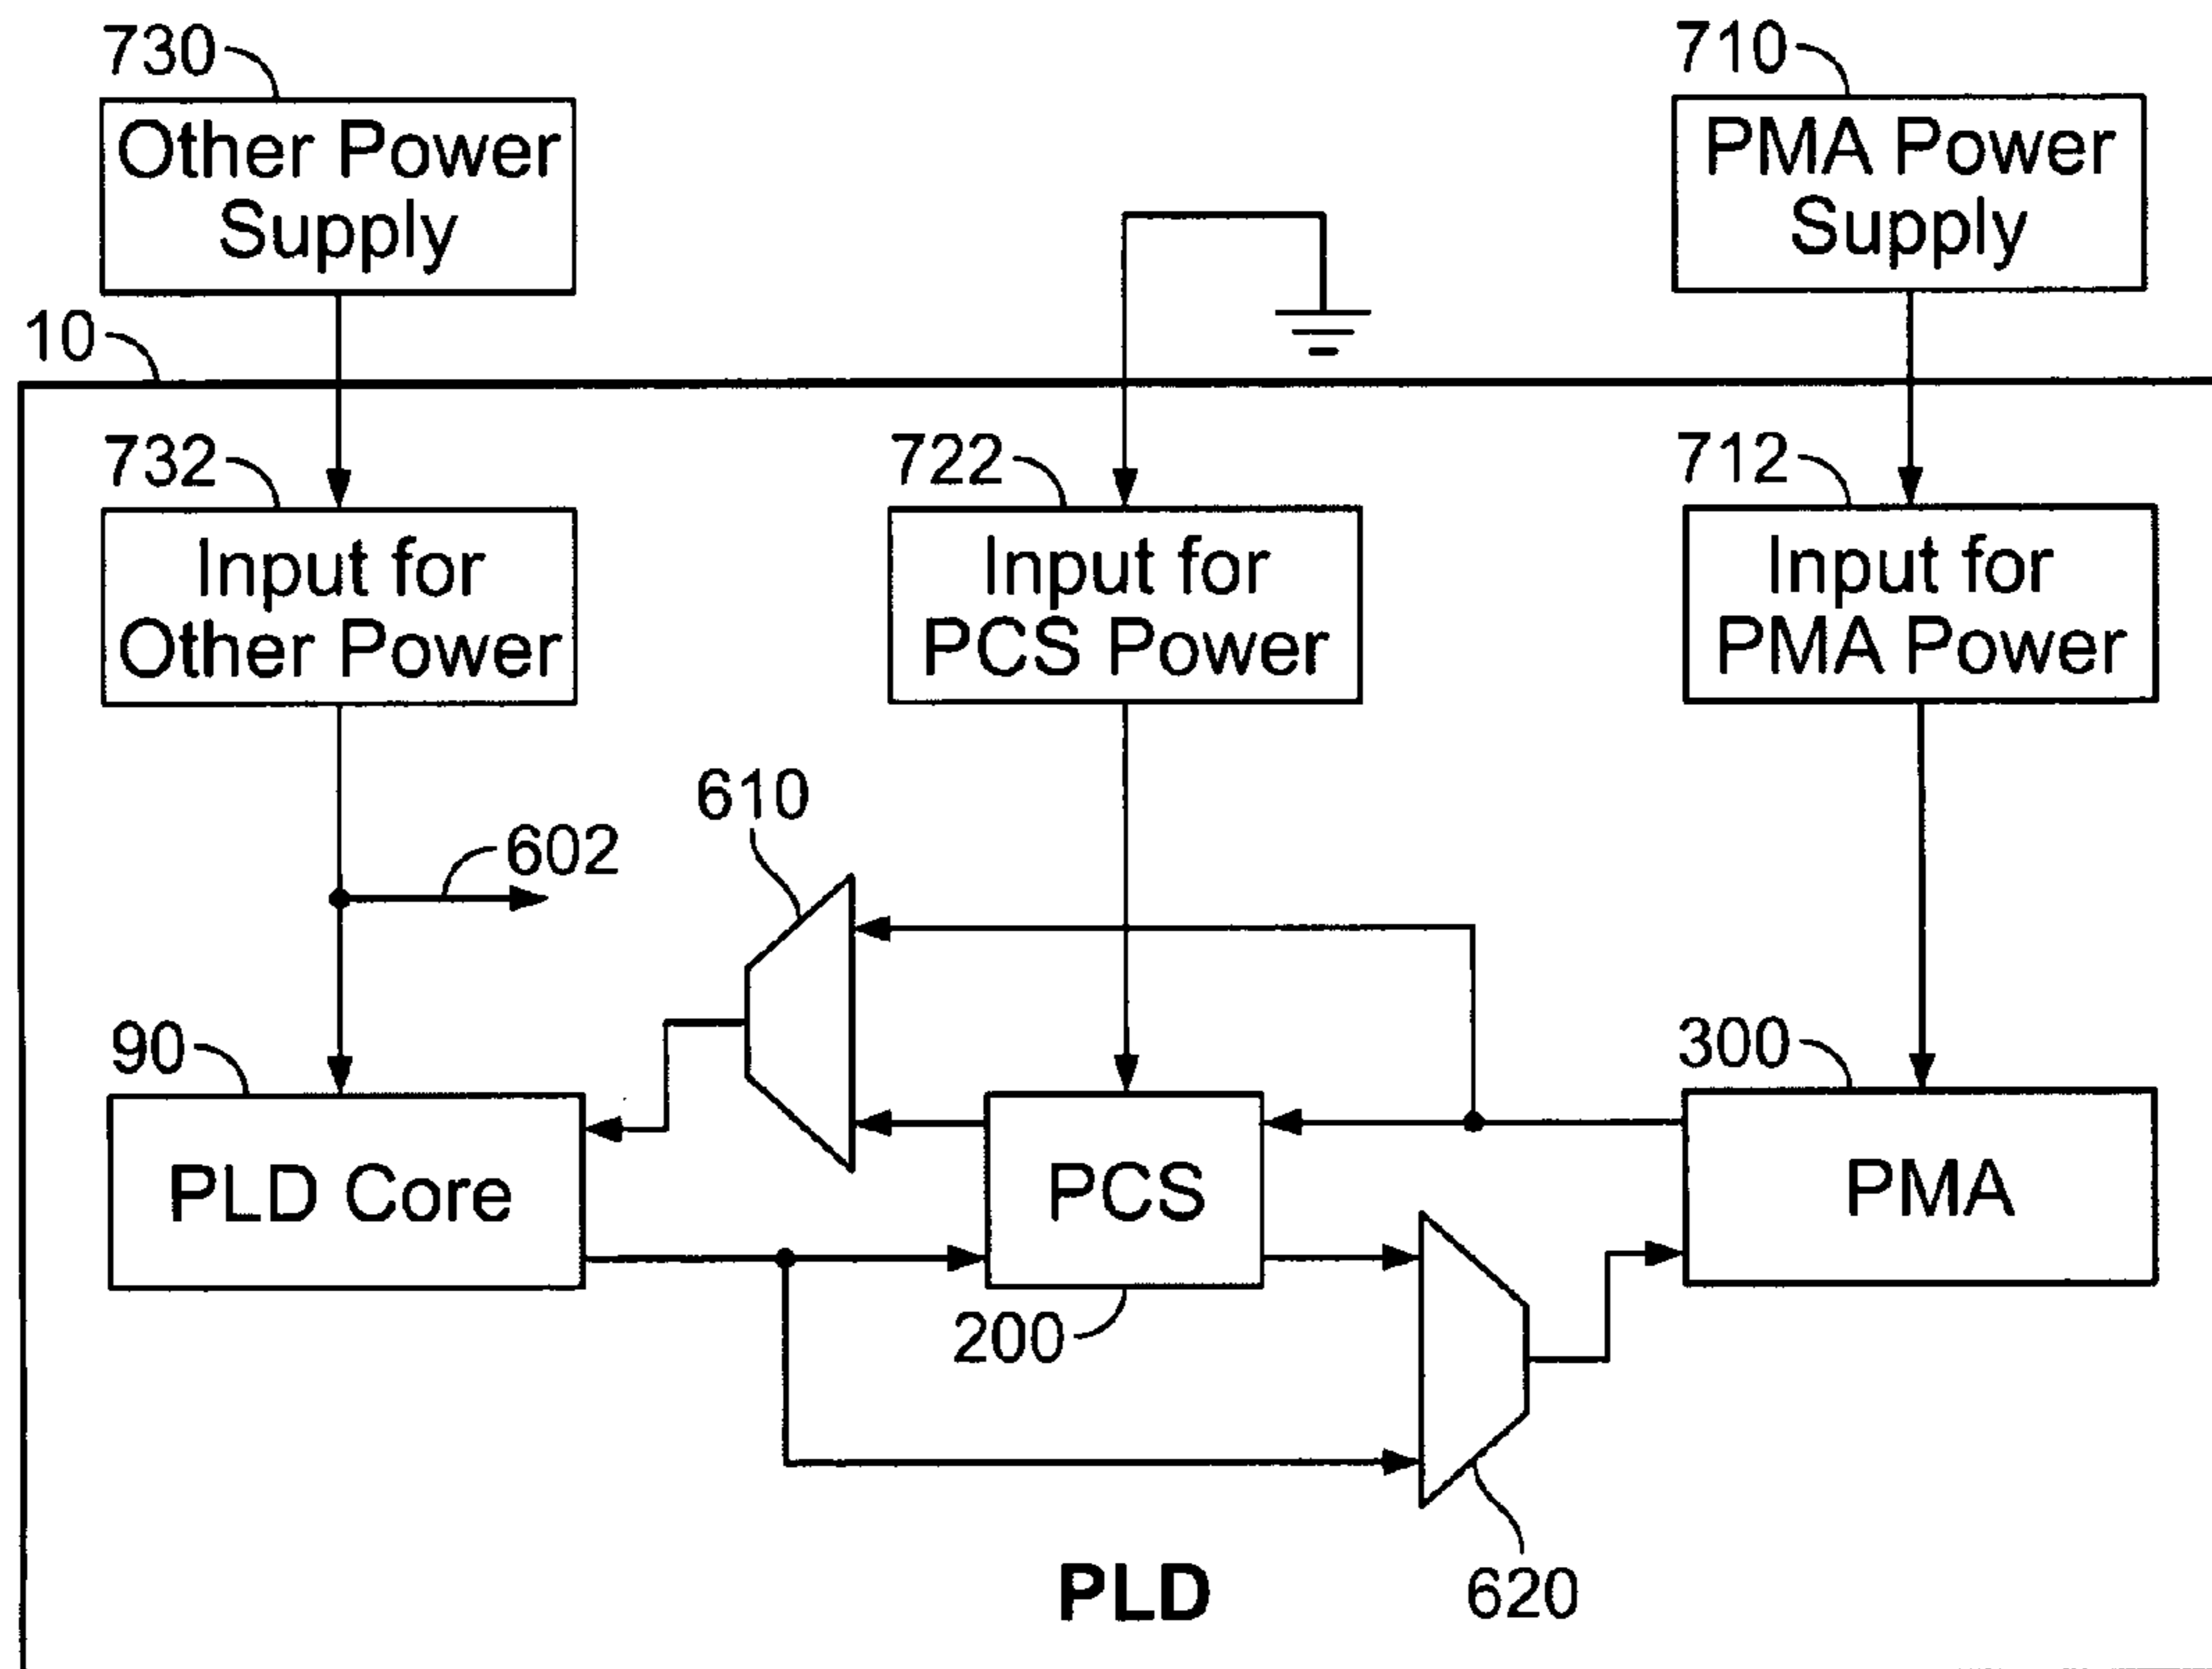 730
710
Other Power
Supply
PMA Power
Supply
10
732
722
712
Input for
Other Power
Input for
PCS Power
Input for
PMA Power
610
602
90
300
PLD Core
PCS
PMA
200
PLD
620